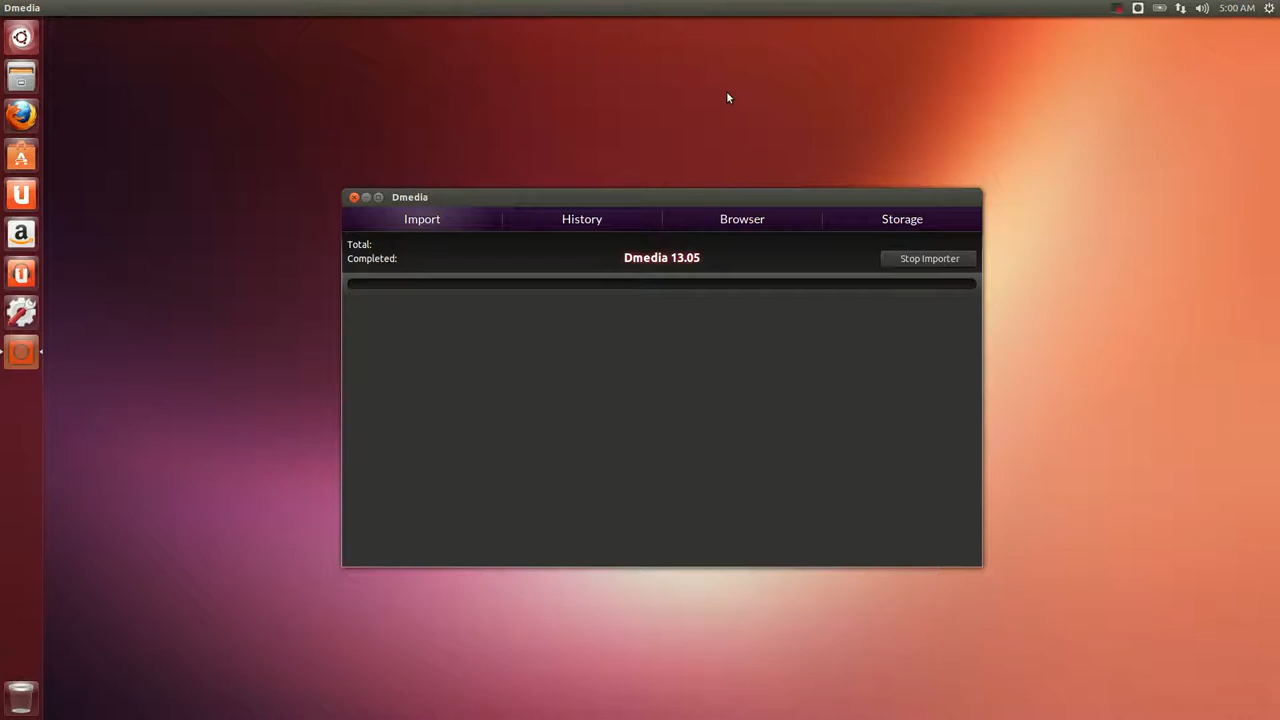 Dmedia
5:00 AM
Dmedia
Import
History
Browser
Storage
Total:
Completed:
Dmedia 13.05
Stop Importer